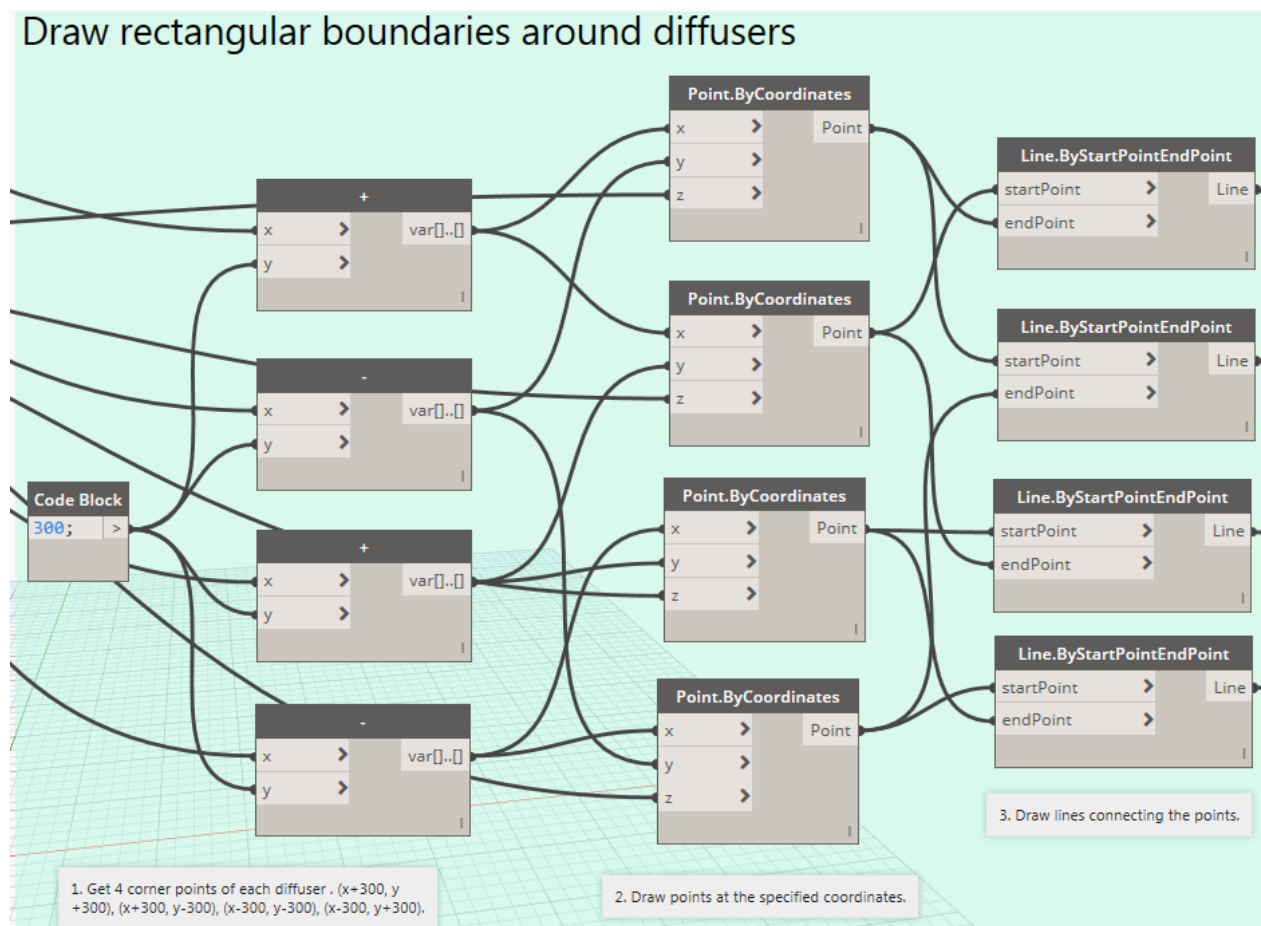 Draw rectangular boundaries around diffusers
Point.ByCoordinates
x > Point
y >
z >
l
Line.ByStartPointEndPoint
startPoint > Line
endPoint >
l
+
x > var[]..[]
y >
l
Point.ByCoordinates
x > Point
y >
z >
l
Line.ByStartPointEndPoint
startPoint > Line
endPoint >
l
-
x > var[]..[]
y >
l
Code Block
300; >
Point.ByCoordinates
x > Point
y >
z >
l
Line.ByStartPointEndPoint
startPoint > Line
endPoint >
l
+
x > var[]..[]
y >
l
Line.ByStartPointEndPoint
startPoint > Line
endPoint >
l
Point.ByCoordinates
x > Point
y >
z >
l
-
x > var[]..[]
y >
l
3. Draw lines connecting the points.
1. Get 4 corner points of each diffuser . (x+300, y
+300), (x+300, y-300), (x-300, y-300), (x-300, y+300).
2. Draw points at the specified coordinates.